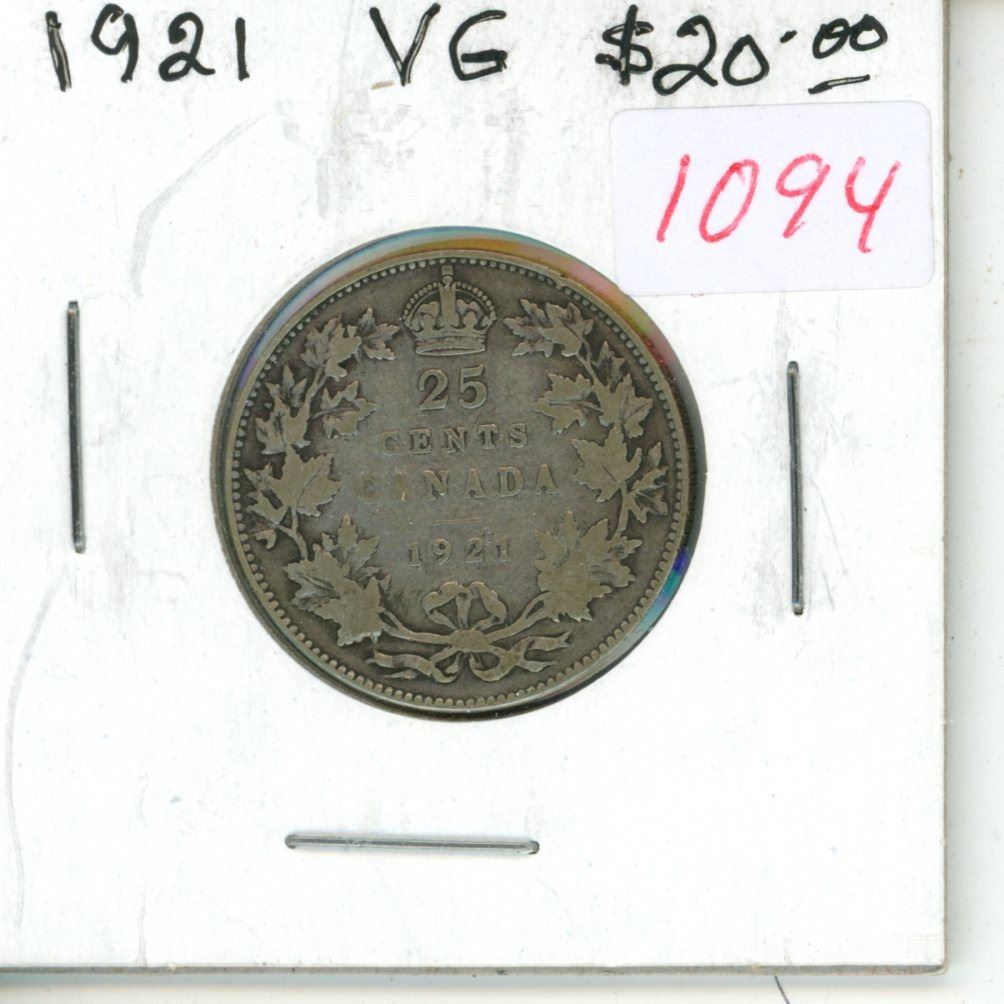 1921 VG $20.00
1094
25
CENTS
CANADA
1921